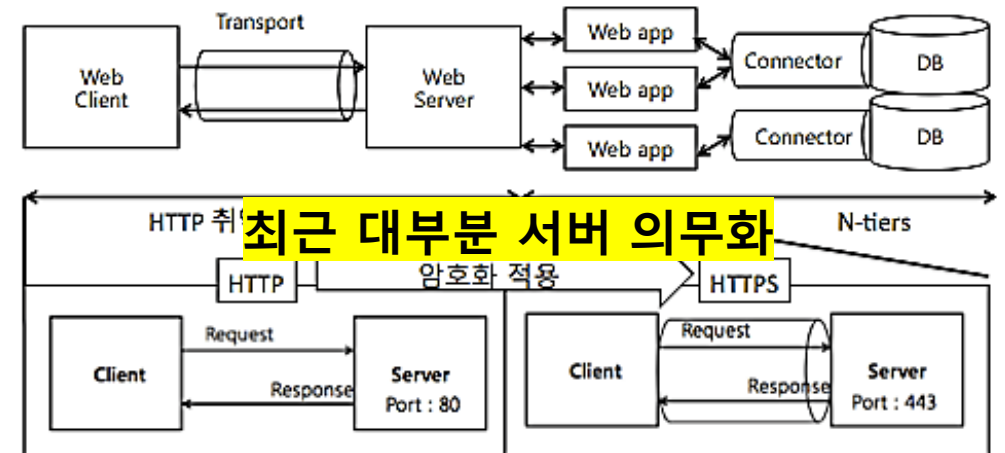 Transport
Web
Client
Web
Server
Web app
Web app
Web app
Connector
DB
Connector
DB
HTTP
N-tiers
최근 대부분 서버 의무화
HTTP
암호화 적용
HTTPS
Client
Request
Response
Server
Port : 80
Client
Request
Response
Server
Port : 443